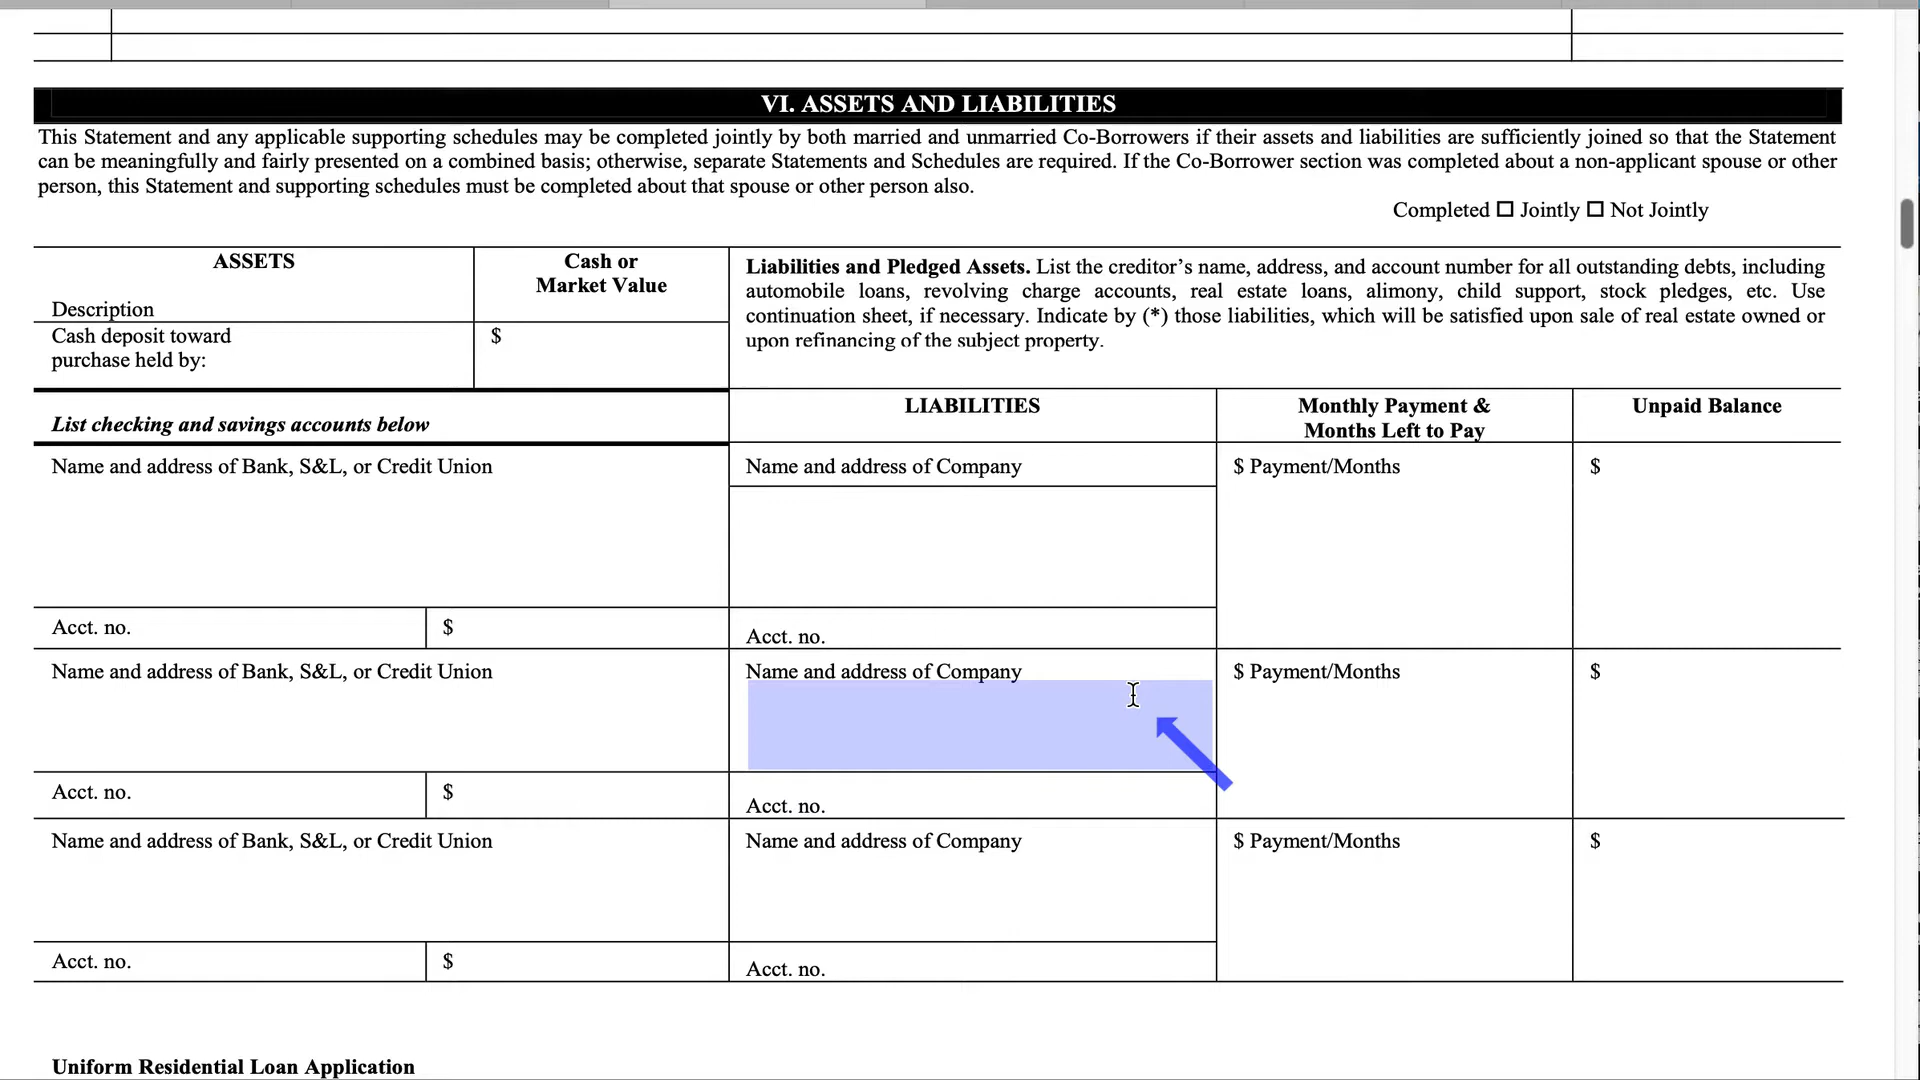 VI. ASSETS AND LIABILITIES
This Statement and any applicable supporting schedules may be completed jointly by both married and unmarried Co-Borrowers if their assets and liabilities are sufficiently joined so that the Statement
can be meaningfully and fairly presented on a combined basis; otherwise, separate Statements and Schedules are required. If the Co-Borrower section was completed about a non-applicant spouse or other
person, this Statement and supporting schedules must be completed about that spouse or other person also.
Completed ☐ Jointly ☐ Not Jointly
ASSETS
Description
Cash or
Market Value
Cash deposit toward
purchase held by:
$
Liabilities and Pledged Assets. List the creditor’s name, address, and account number for all outstanding debts, including
automobile loans, revolving charge accounts, real estate loans, alimony, child support, stock pledges, etc. Use
continuation sheet, if necessary. Indicate by (*) those liabilities, which will be satisfied upon sale of real estate owned or
upon refinancing of the subject property.
List checking and savings accounts below
LIABILITIES
Monthly Payment &
Months Left to Pay
Unpaid Balance
Name and address of Bank, S&L, or Credit Union
Name and address of Company
$ Payment/Months
$
Acct. no.
$
Acct. no.
Name and address of Bank, S&L, or Credit Union
Name and address of Company
$ Payment/Months
$
Acct. no.
$
Acct. no.
Name and address of Bank, S&L, or Credit Union
Name and address of Company
$ Payment/Months
$
Acct. no.
$
Acct. no.
Uniform Residential Loan Application